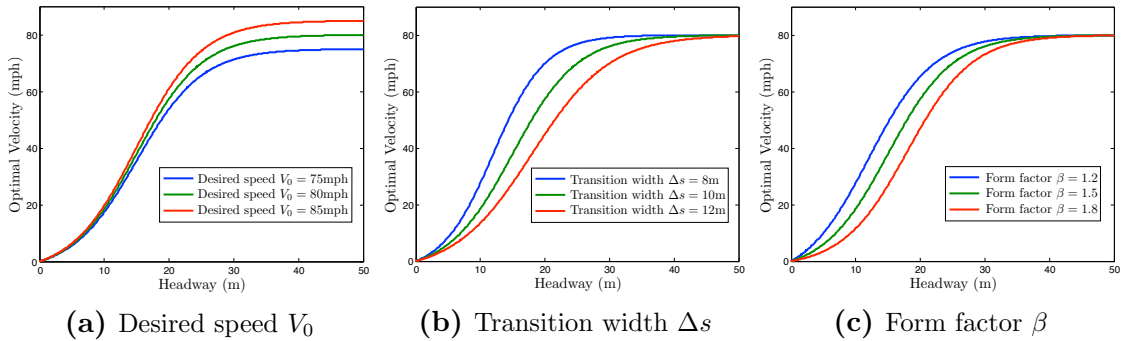 Optimal Velocity (mph)
80
60
40
20
0
Desired speed V₀ = 75mph
Desired speed V₀ = 80mph
Desired speed V₀ = 85mph
0 10 20 30 40 50
Headway (m)
(a) Desired speed V₀
Optimal Velocity (mph)
80
60
40
20
0
Transition width Δs = 8m
Transition width Δs = 10m
Transition width Δs = 12m
0 10 20 30 40 50
Headway (m)
(b) Transition width Δs
Optimal Velocity (mph)
80
60
40
20
0
Form factor β = 1.2
Form factor β = 1.5
Form factor β = 1.8
0 10 20 30 40 50
Headway (m)
(c) Form factor β